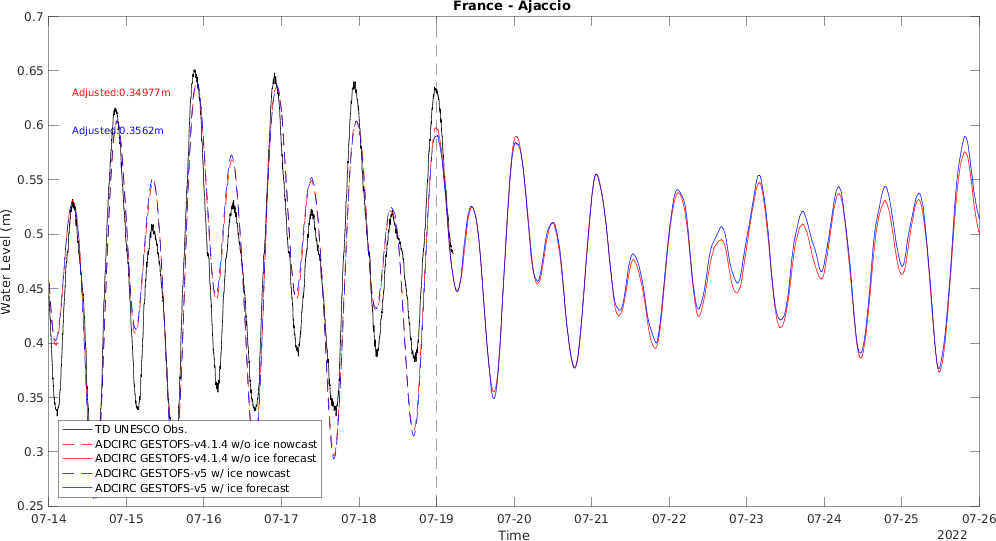 France - Ajaccio
0.7
0.65
0.6
0.55
0.5
0.45
0.4
0.35
0.3
0.25
Water Level (m)
Adjusted:0.34977m
Adjusted:0.3562m
TD UNESCO Obs.
ADCIRC GESTOFS-v4.1.4 w/o ice nowcast
ADCIRC GESTOFS-v4.1.4 w/o ice forecast
ADCIRC GESTOFS-v5 w/ ice nowcast
ADCIRC GESTOFS-v5 w/ ice forecast
07-14 07-15 07-16 07-17 07-18 07-19 07-20 07-21 07-22 07-23 07-24 07-25 07-26
Time
2022